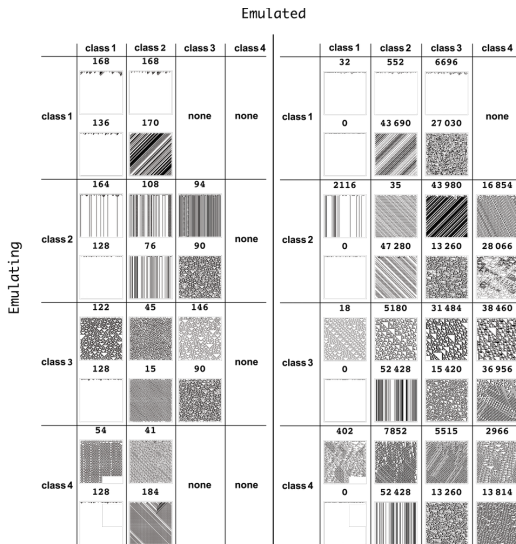 Emulated
class 1 class 2 class 3 class 4 class 1 class 2 class 3 class 4
168 168 32 552 6696
class 1 none none class 1 none
136 170 0 43 690 27 030
164 108 94 2116 35 43 980 16 854
class 2 none class 2
128 76 90 0 47 280 13 260 28 066
Emulating
122 45 146 18 5180 31 484 38 460
class 3 none class 3
128 15 90 0 52 428 15 420 36 956
54 41 402 7852 5515 2966
class 4 none none class 4
128 184 0 52 428 13 260 13 814